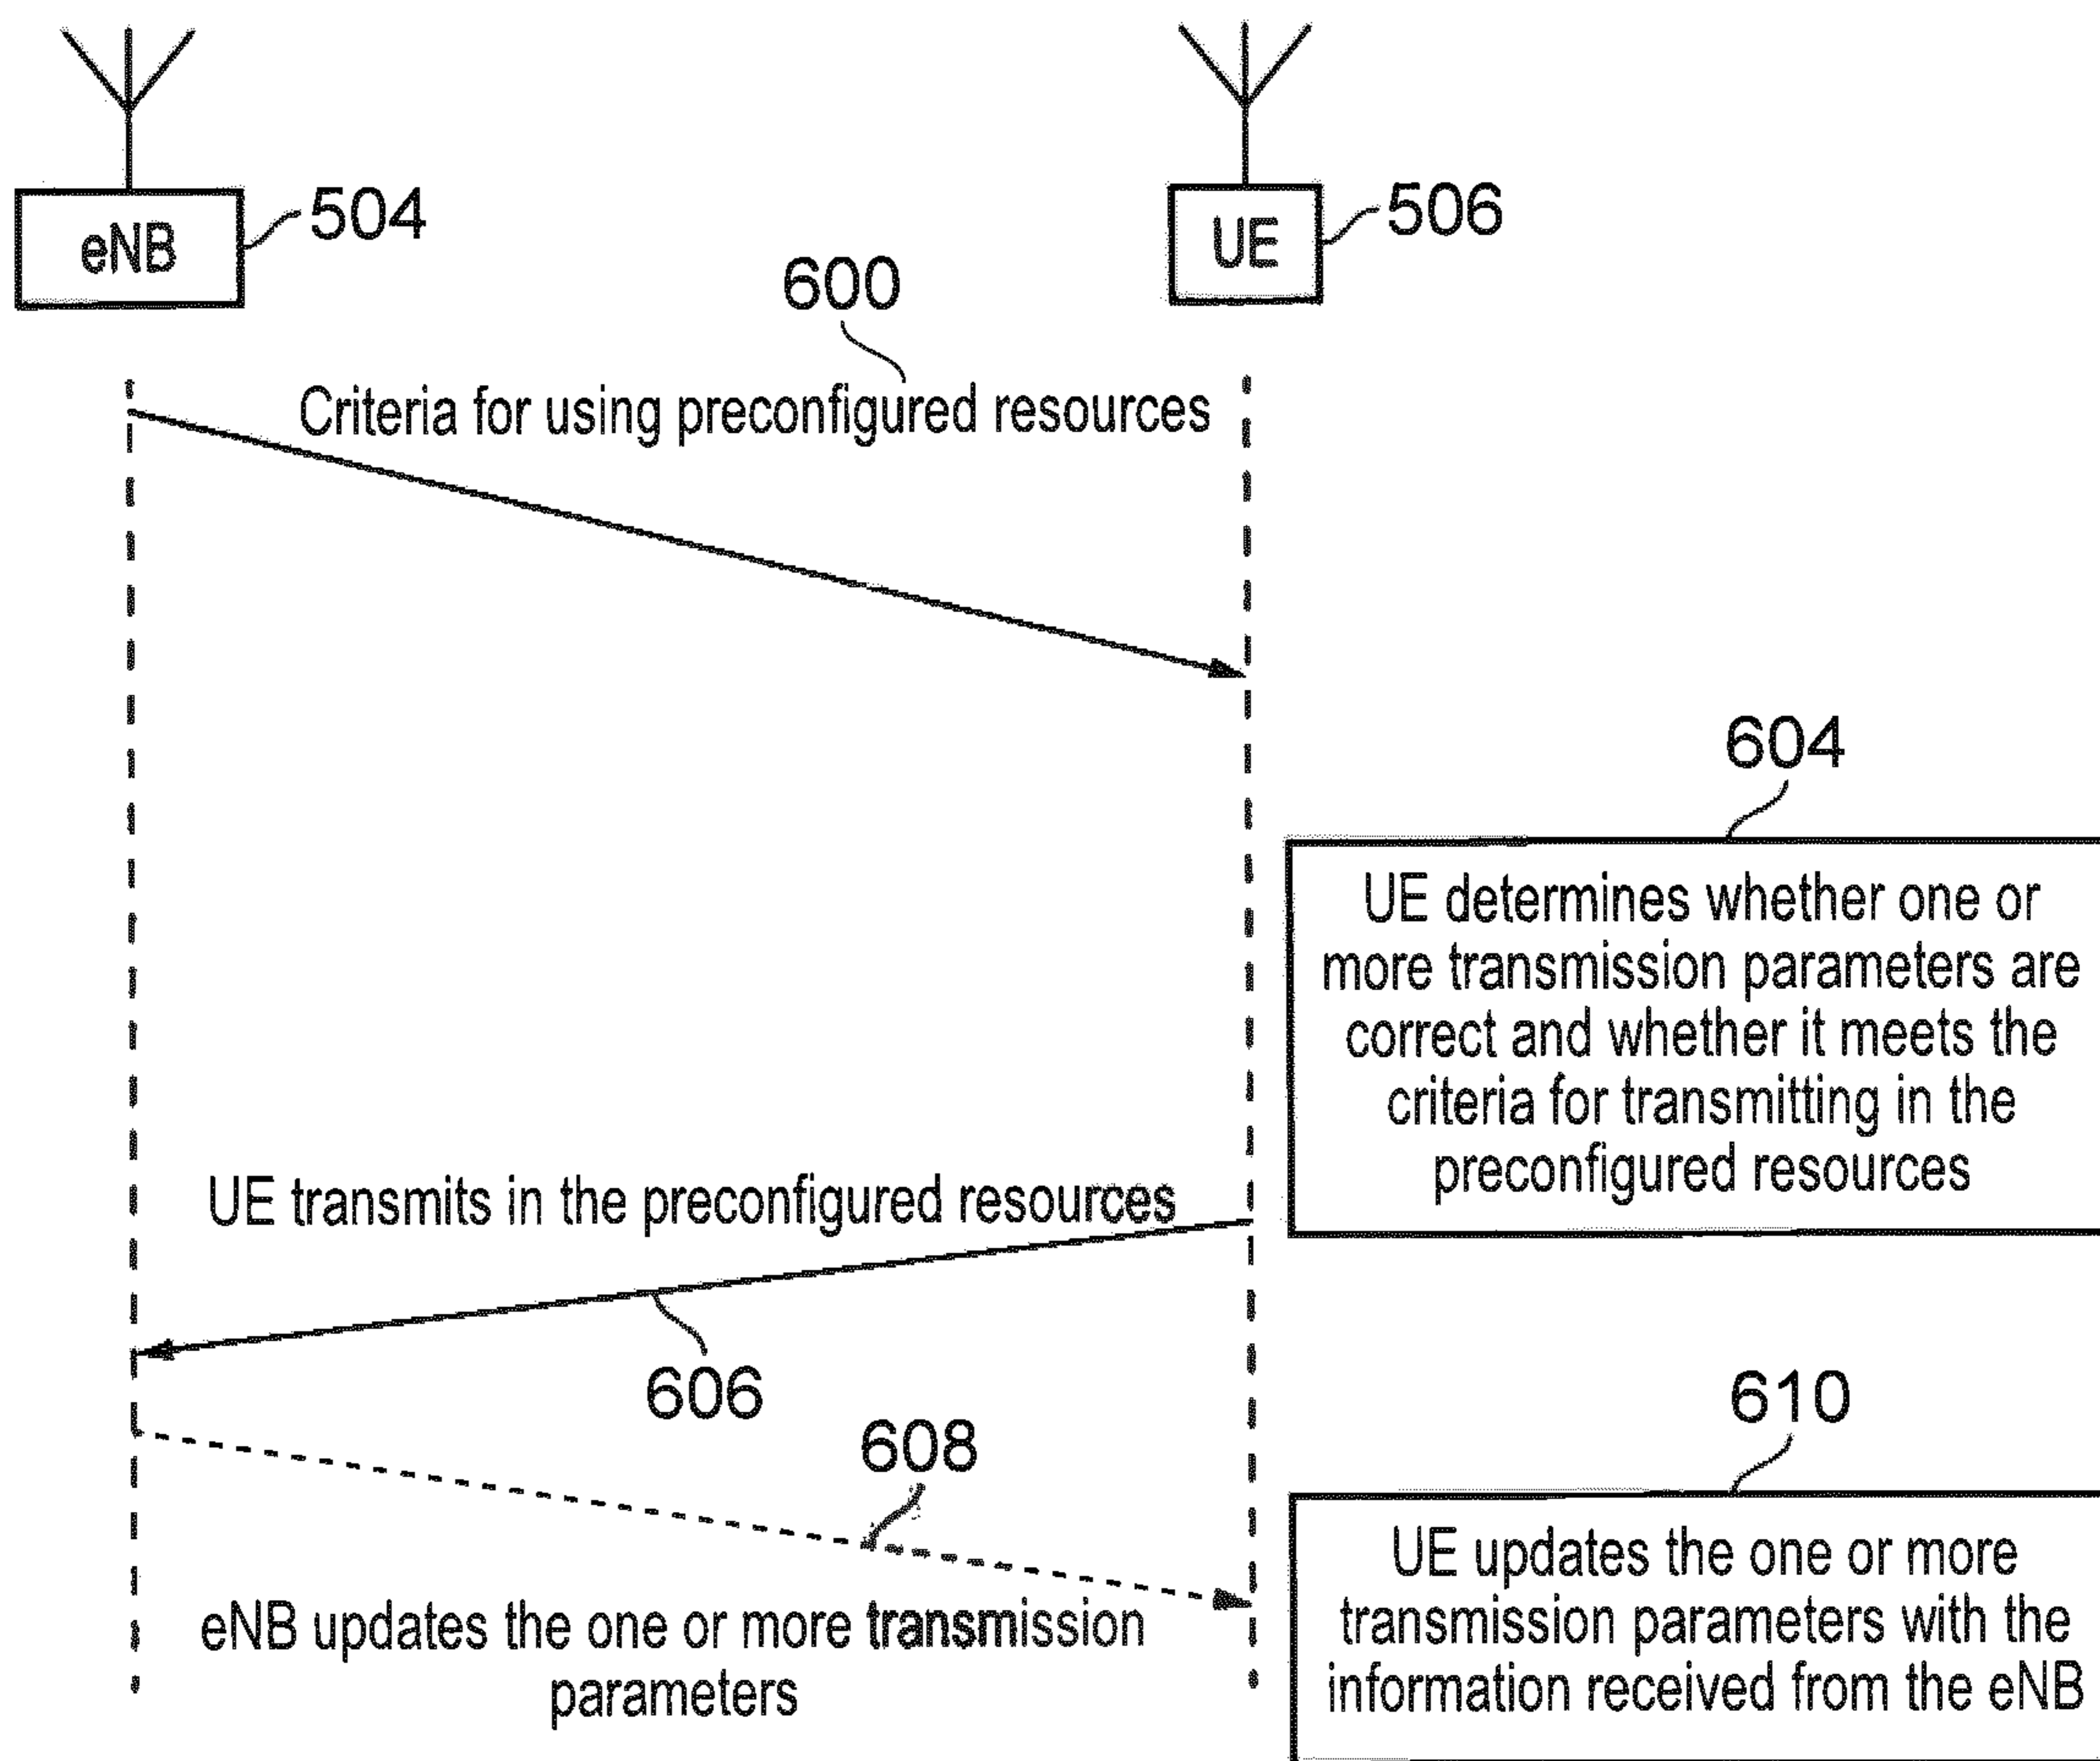 eNB
504
UE
506
600
Criteria for using preconfigured resources
604
UE determines whether one or
more transmission parameters are
correct and whether it meets the
criteria for transmitting in the
preconfigured resources
UE transmits in the preconfigured resources
606
608
eNB updates the one or more transmission
parameters
610
UE updates the one or more
transmission parameters with the
information received from the eNB